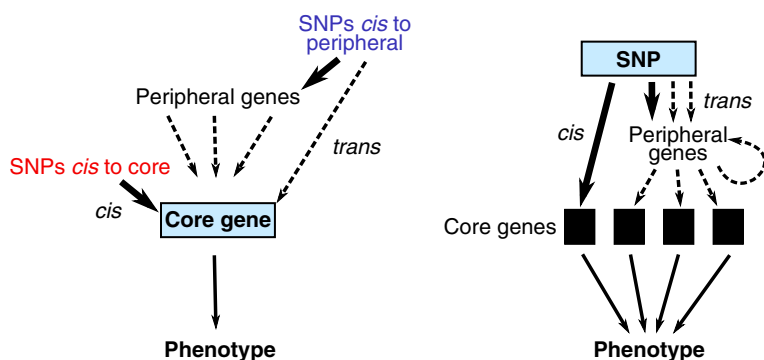 SNPs cis to
peripheral
Peripheral genes
trans
SNPs cis to core
cis
Core gene
Phenotype
SNP
cis
trans
Peripheral
genes
Core genes
Phenotype